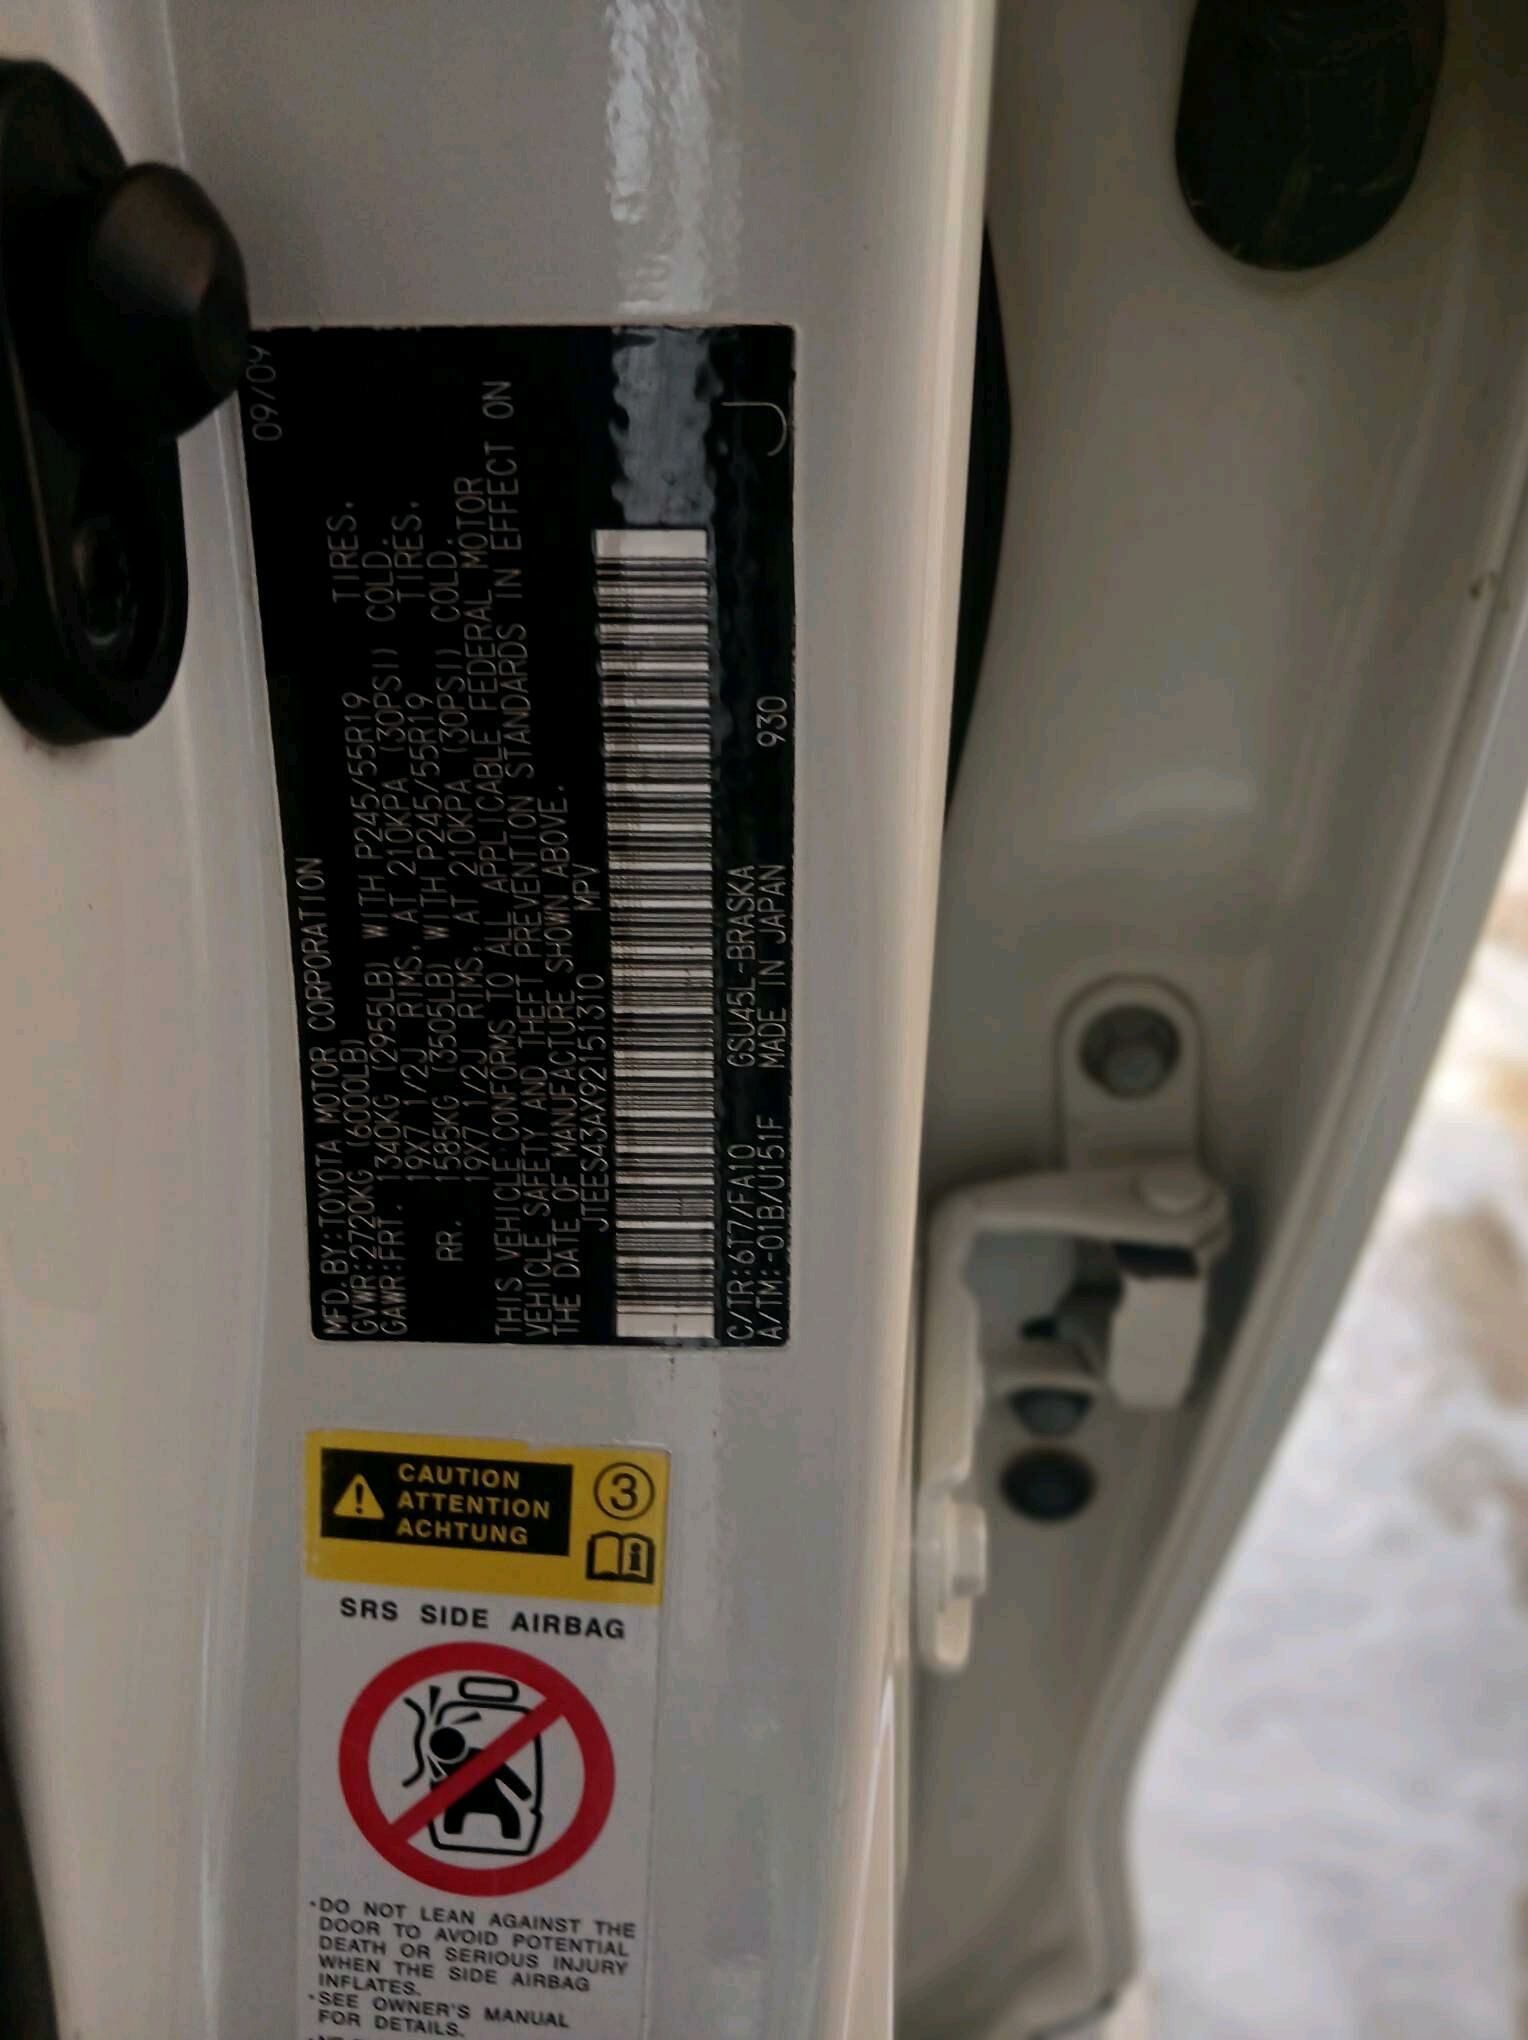 09/09
MFD.BY:TOYOTA MOTOR CORPORATION
GVWR:2720KG (6000LB)
GAWR:FRT. 1340KG (2955LB) WITH P245/55R19 TIRES.
19X7 1/2J RIMS, AT 210KPA (30PSI) COLD.
RR. 1585KG (3505LB) WITH P245/55R19 TIRES.
19X7 1/2J RIMS, AT 210KPA (30PSI) COLD.
THIS VEHICLE CONFORMS TO ALL APPLICABLE FEDERAL MOTOR
VEHICLE SAFETY AND THEFT PREVENTION STANDARDS IN EFFECT ON
THE DATE OF MANUFACTURE SHOWN ABOVE.
JTEES43AX92151310 MPV
C/TR:6T7/FA10 GSU45L-BRASKA
A/TM:-01B/U151F MADE IN JAPAN 930
J
CAUTION
ATTENTION
ACHTUNG
3
SRS SIDE AIRBAG
•DO NOT LEAN AGAINST THE
DOOR TO AVOID POTENTIAL
DEATH OR SERIOUS INJURY
WHEN THE SIDE AIRBAG
INFLATES.
•SEE OWNER'S MANUAL
FOR DETAILS.